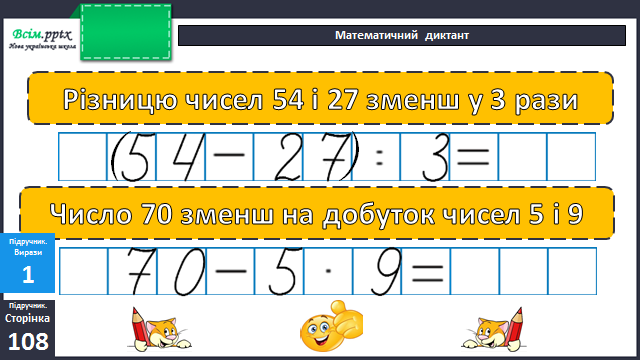 Всім.pptx
Нова українська школа
Математичний диктант
Різницю чисел 54 і 27 зменш у 3 рази
(54 - 27) : 3 =
Число 70 зменш на добуток чисел 5 і 9
70 - 5 · 9 =
Підручник.
Вирази
1
Підручник.
Сторінка
108